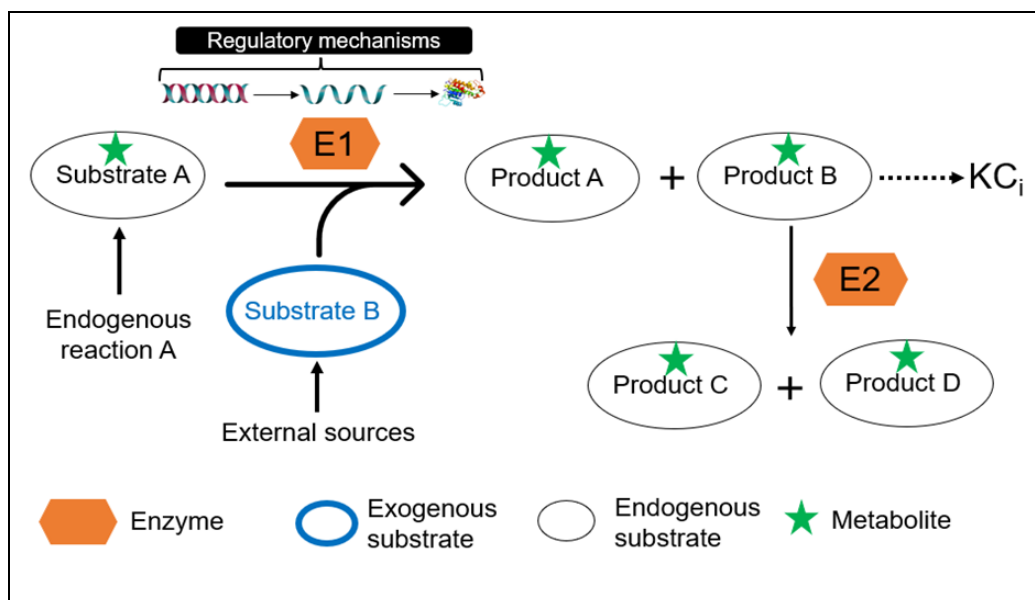 Regulatory mechanisms
E1
Substrate A
Product A
+
Product B
KCi
E2
Substrate B
Endogenous
reaction A
Product C
+
Product D
External sources
Enzyme
Exogenous
substrate
Endogenous
substrate
Metabolite